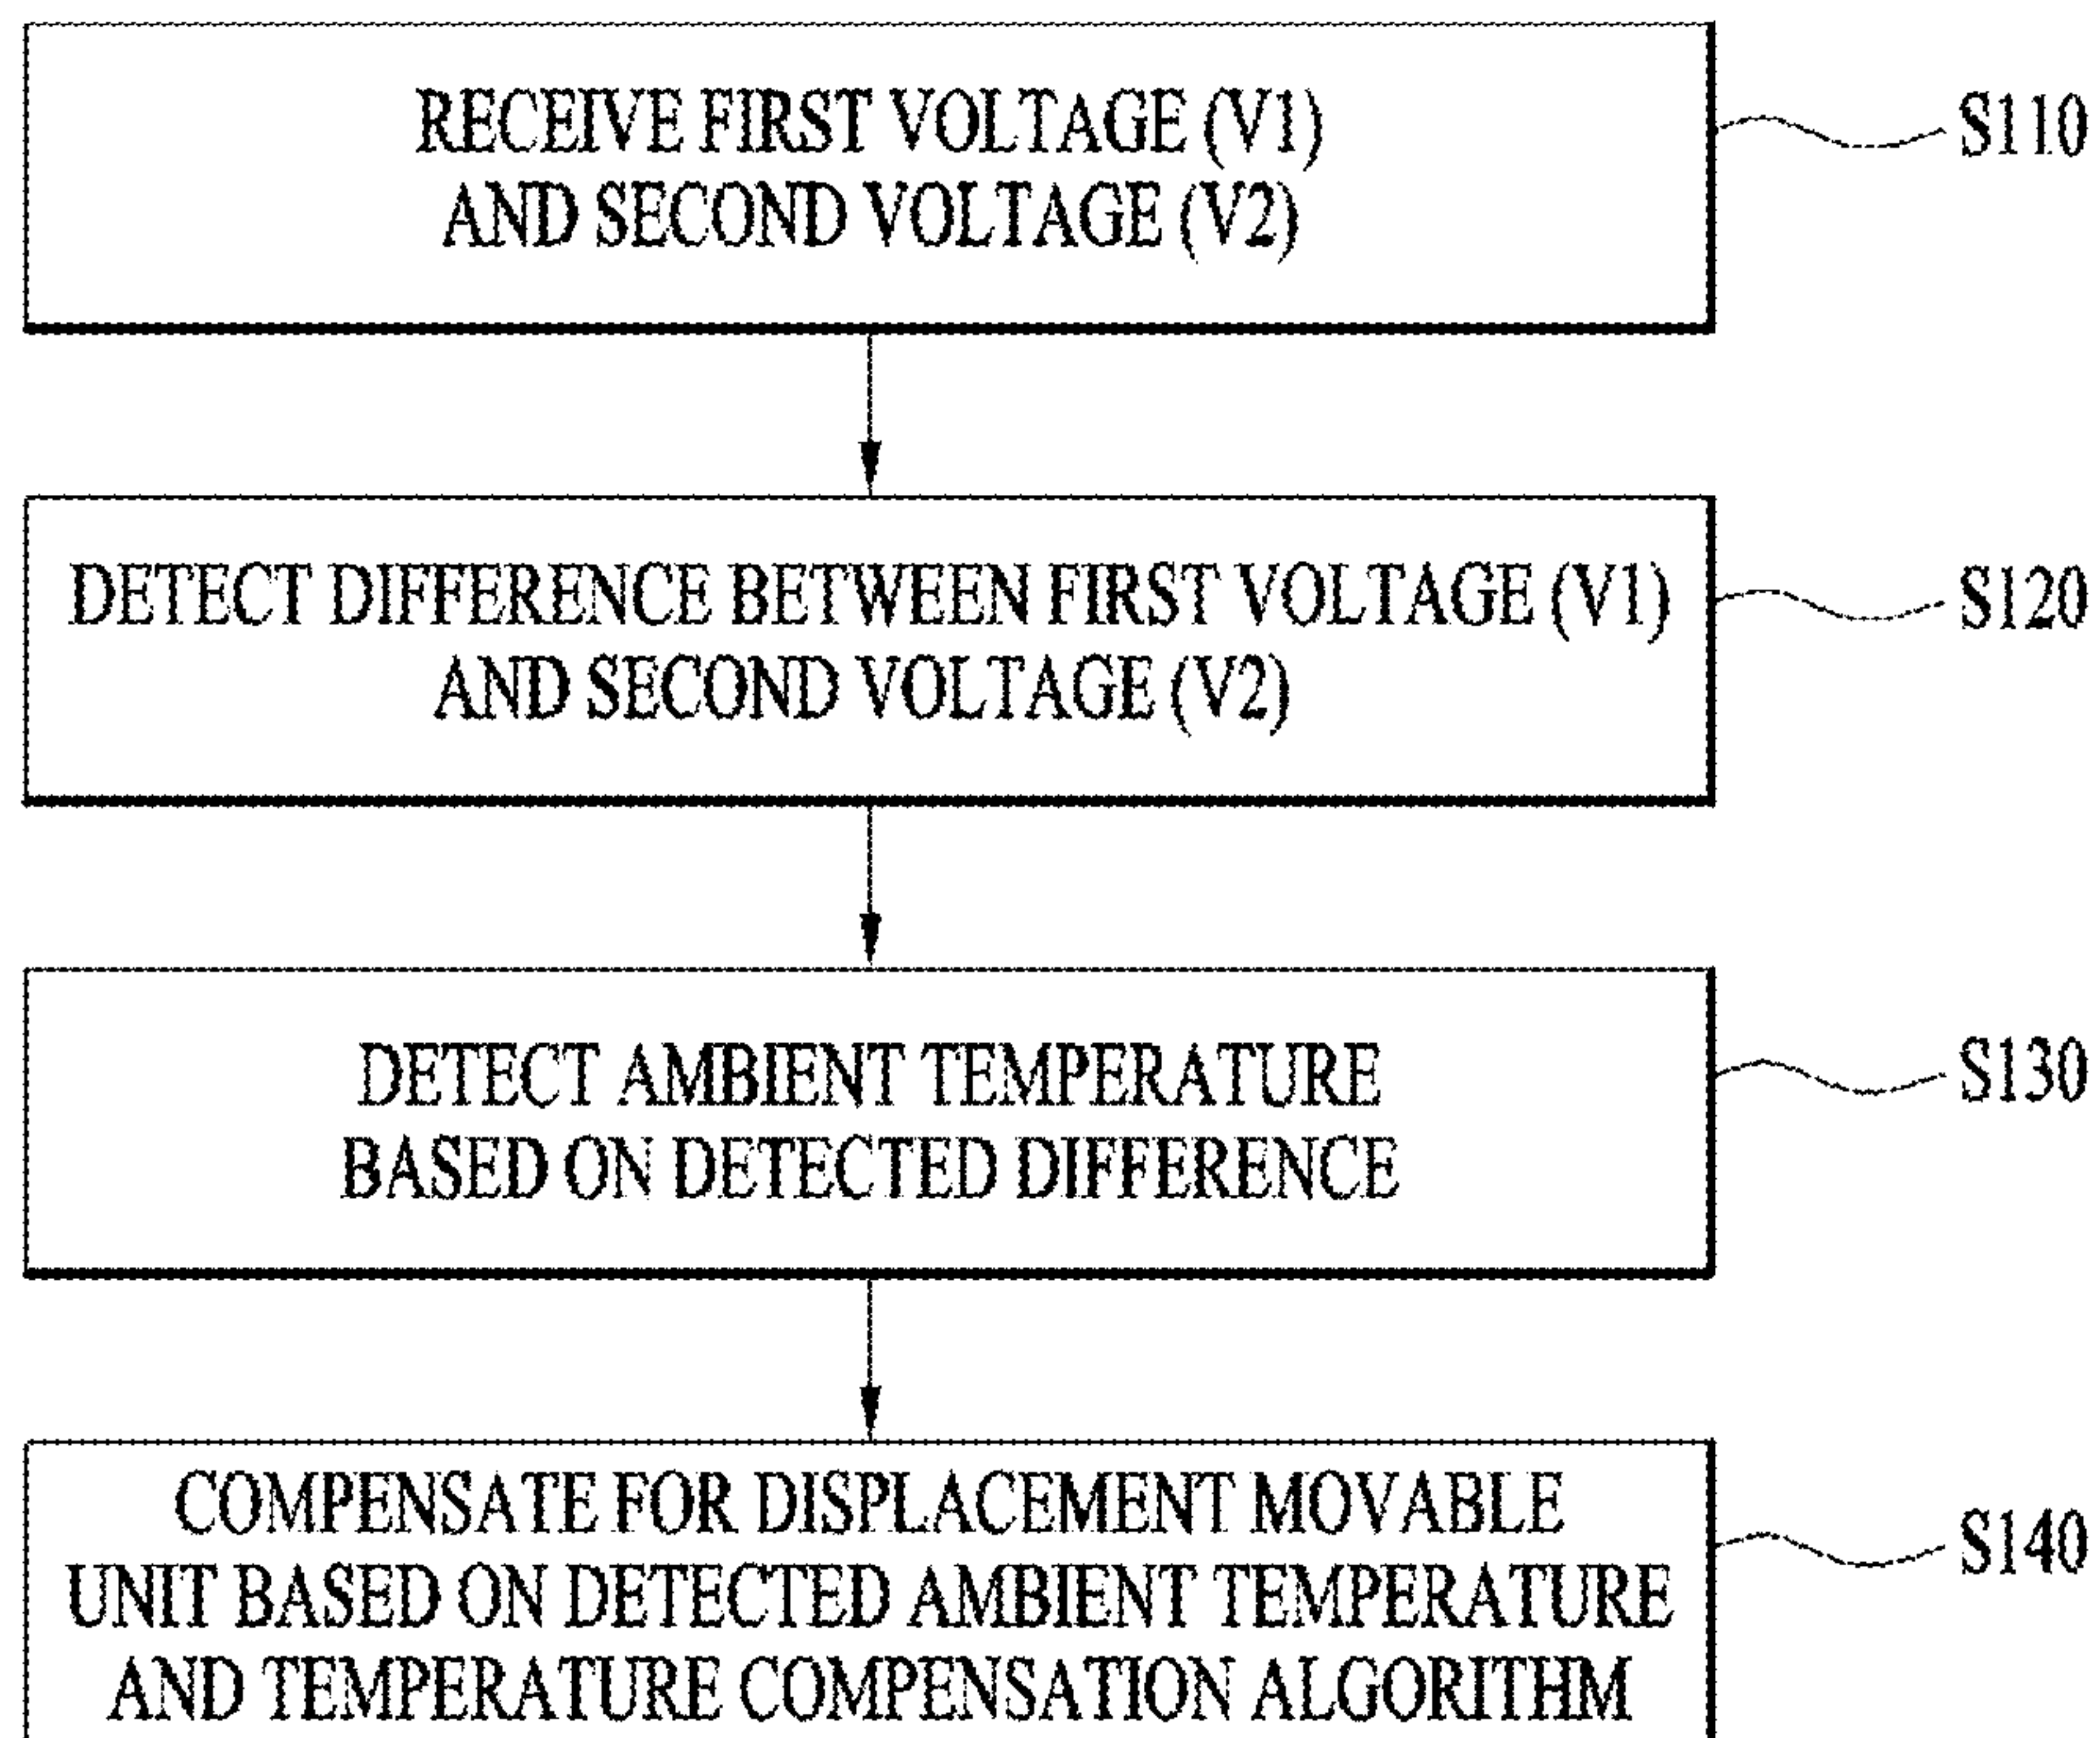 RECEIVE FIRST VOLTAGE (V1)
AND SECOND VOLTAGE (V2)
S110
DETECT DIFFERENCE BETWEEN FIRST VOLTAGE (V1)
AND SECOND VOLTAGE (V2)
S120
DETECT AMBIENT TEMPERATURE
BASED ON DETECTED DIFFERENCE
S130
COMPENSATE FOR DISPLACEMENT MOVABLE
UNIT BASED ON DETECTED AMBIENT TEMPERATURE
AND TEMPERATURE COMPENSATION ALGORITHM
S140